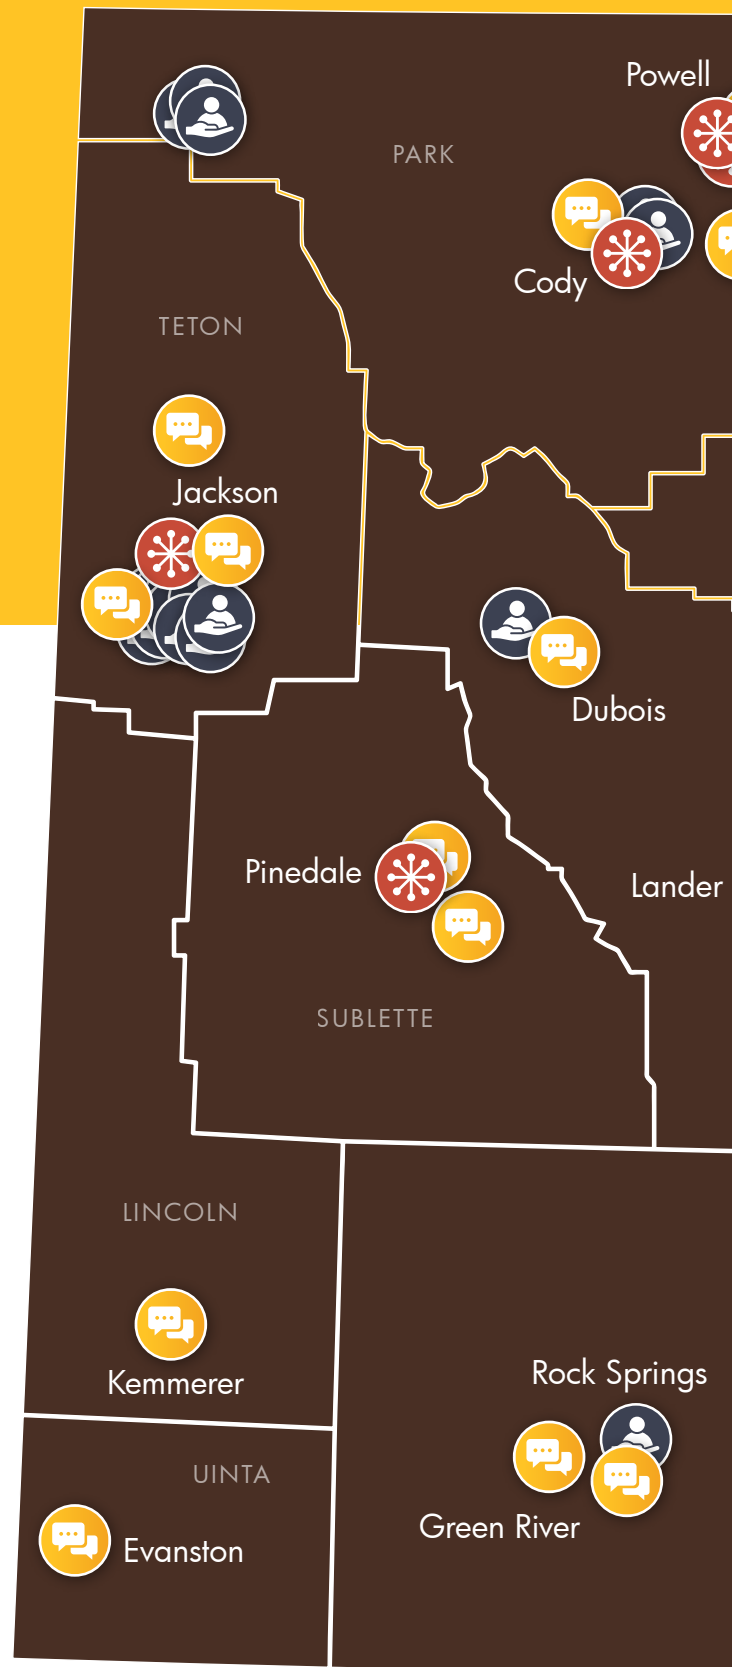 Powell
PARK
Cody
TETON
Jackson
Dubois
Pinedale
Lander
SUBLETTE
LINCOLN
Rock Springs
Kemmerer
UINTA
Green River
Evanston